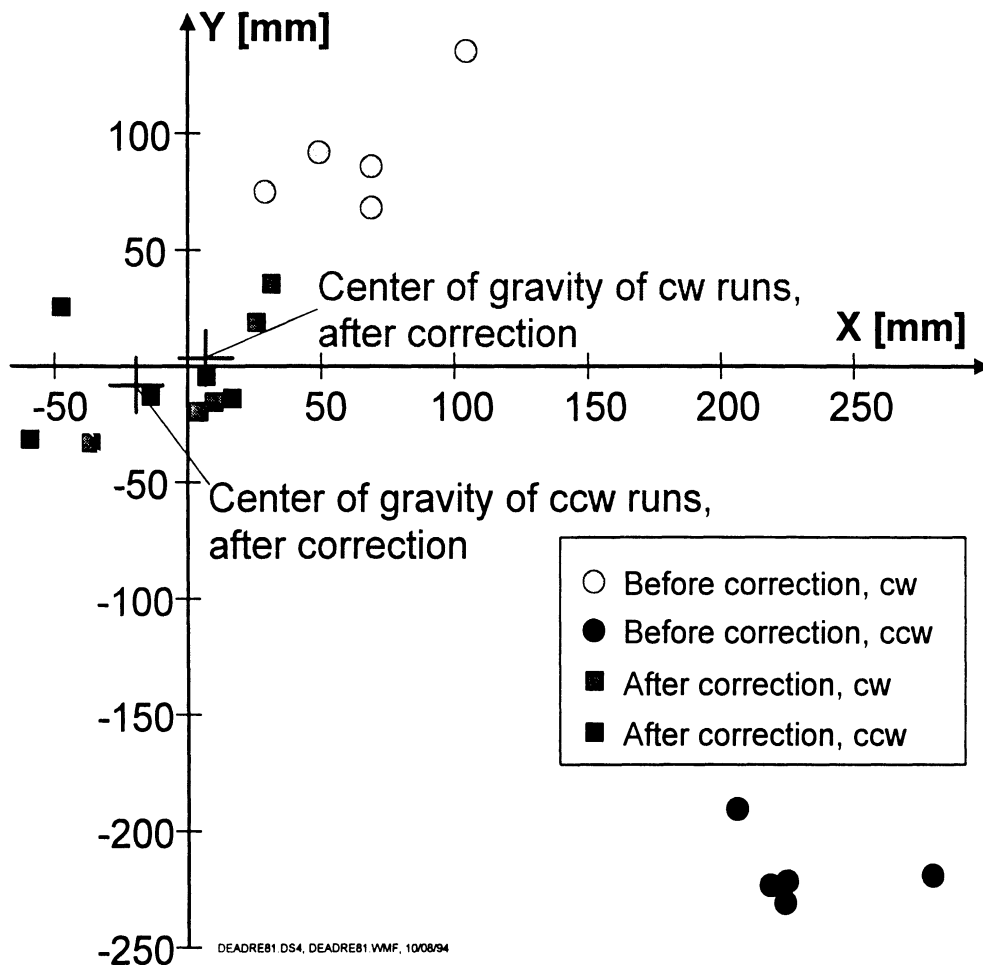 Y [mm]
100
50
Center of gravity of cw runs,
after correction
X [mm]
-50
50
100
150
200
250
-50
Center of gravity of ccw runs,
after correction
-100
-150
-200
-250
Before correction, cw
Before correction, ccw
After correction, cw
After correction, ccw
DEADRE81.DS4, DEADRE81.WMF, 10/08/94